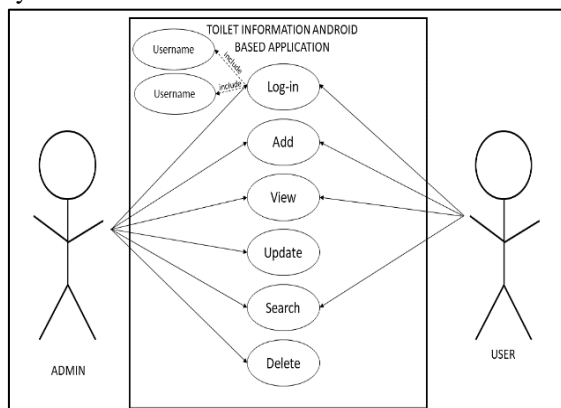 TOILET INFORMATION ANDROID
BASED APPLICATION
Username
include
Username
include
Log-in
Add
View
Update
Search
Delete
ADMIN
USER